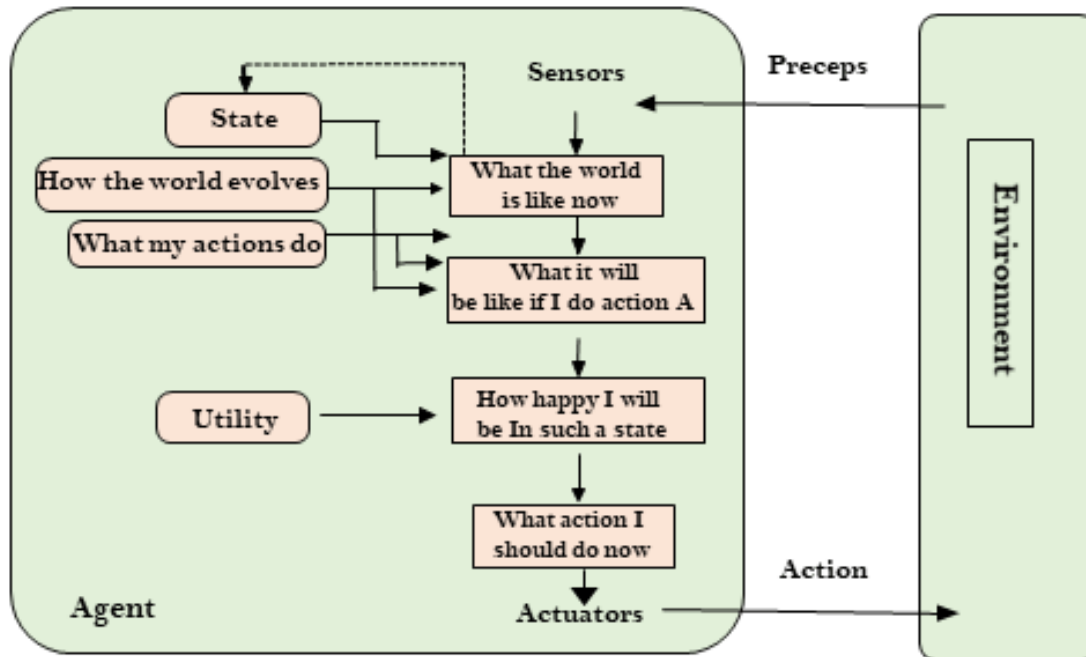 Sensors
Preceps
State
What the world
is like now
How the world evolves
What my actions do
What it will
be like if I do action A
Environment
How happy I will
be In such a state
Utility
What action I
should do now
Action
Agent
Actuators